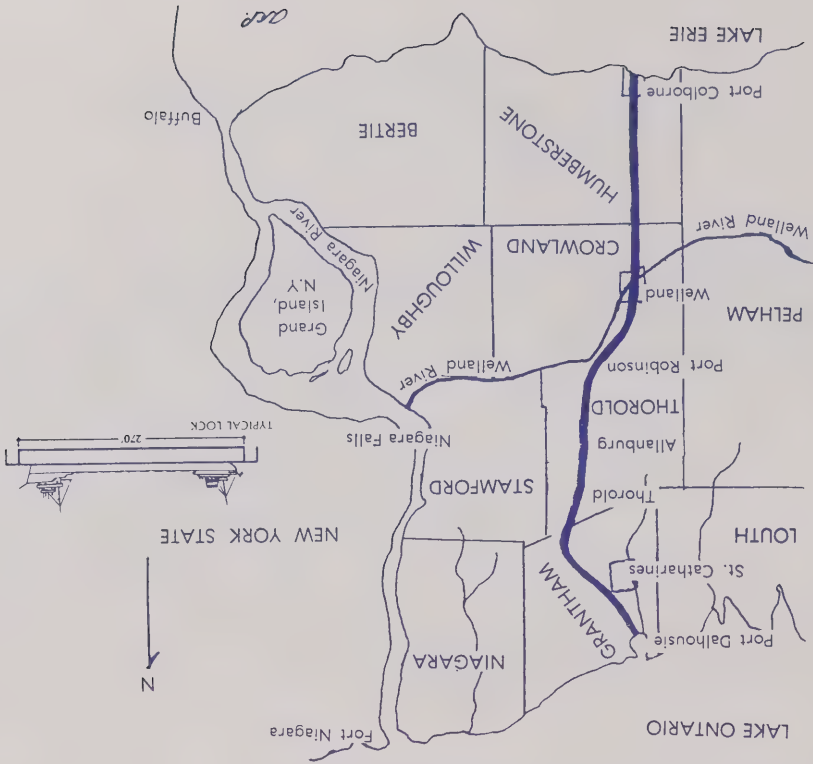 LAKE ONTARIO
Fort Niagara
N
Port Dalhousie
NIAGARA
GRANTHAM
St. Catharines
LOUTH
NEW YORK STATE
Thorold
STAMFORD
270'
TYPICAL LOCK
Allanburg
Niagara Falls
THOROLD
Port Robinson
Welland River
PELHAM
Welland
Grand
Island,
N.Y
WILLOUGHBY
CROWLAND
Welland River
Niagara River
HUMBERSTONE
BERTIE
Buffalo
Port Colborne
LAKE ERIE